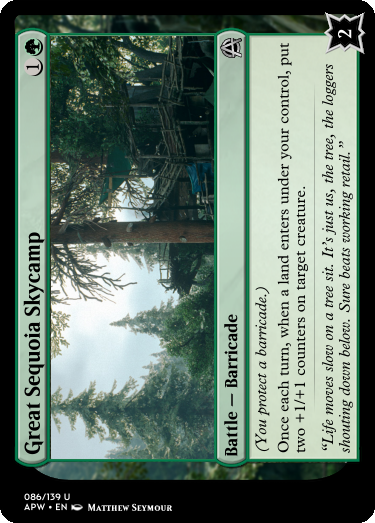 Great Sequoia Skycamp
1
Battle — Barricade
(You protect a barricade.)
Once each turn, when a land enters under your control, put
two +1/+1 counters on target creature.
“Life moves slow on a tree sit. It’s just us, the tree, the loggers
shouting down below. Sure beats working retail.”
2
086/139 U
APW • EN Matthew Seymour